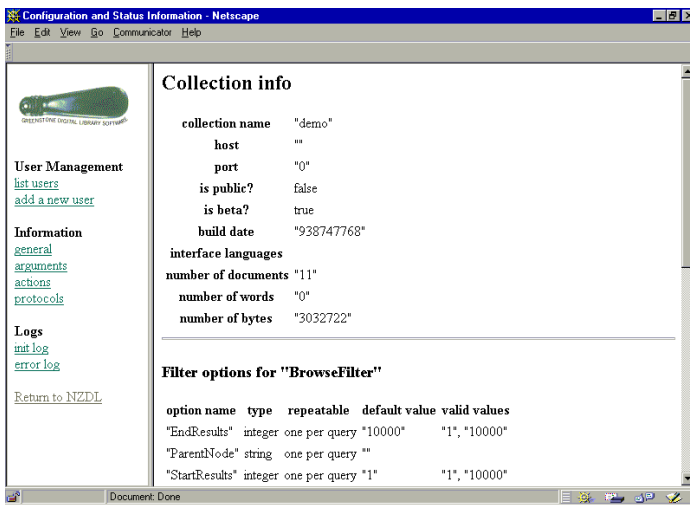 Configuration and Status Information - Netscape
File Edit View Go Communicator Help
GREENSTONE DIGITAL LIBRARY SOFTWARE
User Management
list users
add a new user
Information
general
arguments
actions
protocols
Logs
init log
error log
Return to NZDL
Collection info
collection name "demo"
host ""
port "0"
is public? false
is beta? true
build date "938747768"
interface languages
number of documents "11"
number of words "0"
number of bytes "3032722"
Filter options for "BrowseFilter"
option name type repeatable default value valid values
"EndResults" integer one per query "10000" "1", "10000"
"ParentNode" string one per query ""
"StartResults" integer one per query "1" "1", "10000"
Document: Done